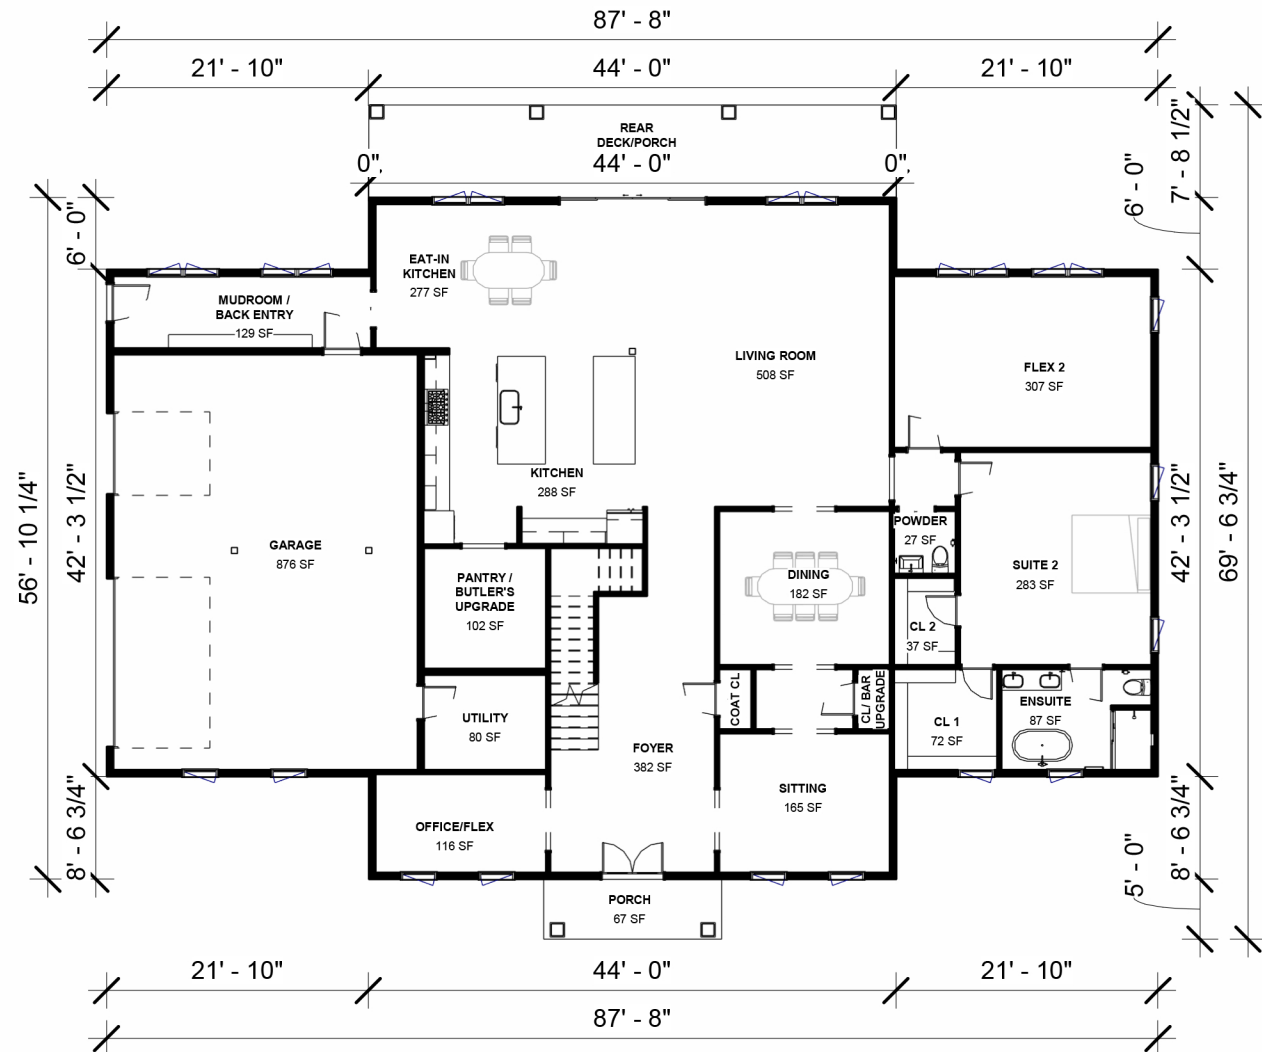 87' - 8"
21' - 10"
44' - 0"
21' - 10"
REAR
DECK/PORCH
0"
44' - 0"
0"
7' - 8 1/2"
6' - 0"
6' - 0"
EAT-IN
KITCHEN
277 SF
MUDROOM /
BACK ENTRY
129 SF
LIVING ROOM
508 SF
FLEX 2
307 SF
KITCHEN
288 SF
56' - 10 1/4"
42' - 3 1/2"
42' - 3 1/2"
69' - 6 3/4"
GARAGE
876 SF
POWDER
27 SF
PANTRY /
BUTLER'S
UPGRADE
102 SF
DINING
182 SF
SUITE 2
283 SF
CL 2
37 SF
UTILITY
80 SF
COAT CL
CL/ BAR
UPGRADE
CL 1
72 SF
ENSUITE
87 SF
FOYER
382 SF
SITTING
165 SF
OFFICE/FLEX
116 SF
8' - 6 3/4"
8' - 6 3/4"
5' - 0"
PORCH
67 SF
21' - 10"
44' - 0"
21' - 10"
87' - 8"